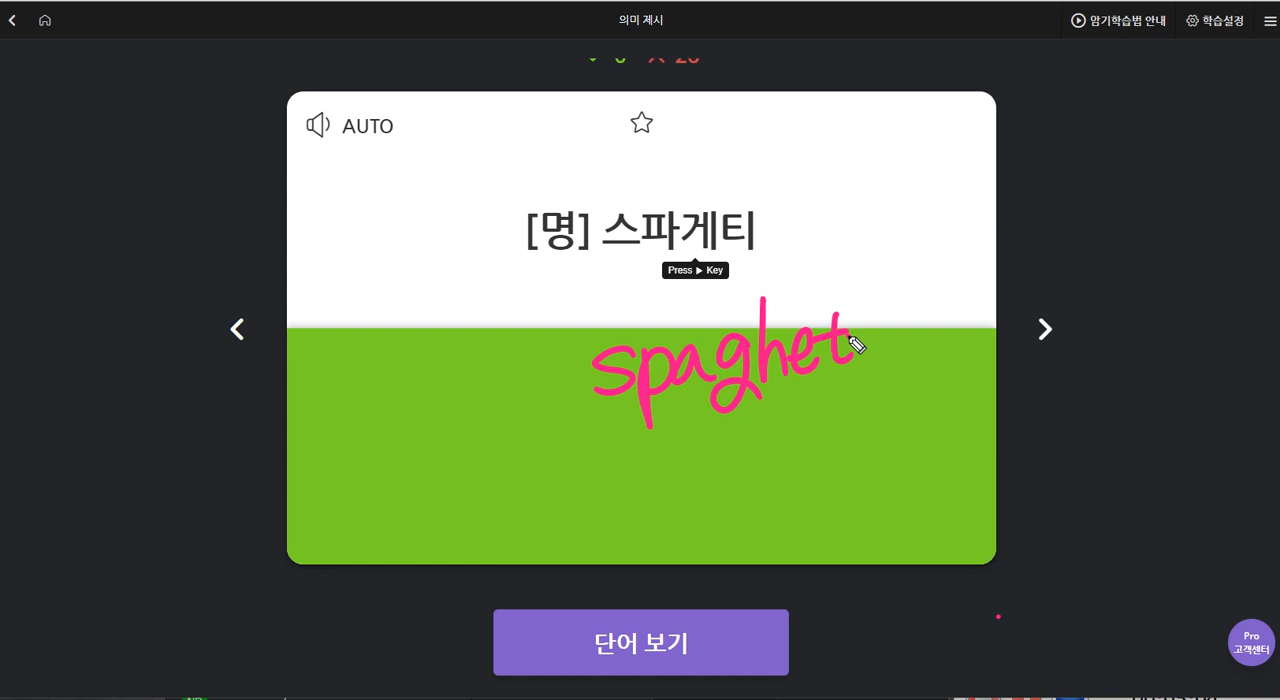 의미 제시
암기학습법 안내
학습설정
AUTO
[명] 스파게티
Press ▶ Key
spaghet
단어 보기
Pro
고객센터